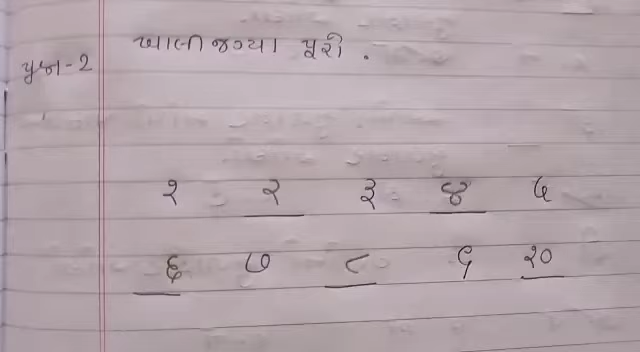 પ્રશ્ન-2 ખાલી જગ્યા પૂરો .
૧ ૨ ૩ ૪ ૫
૬ ૭ ૮ ૯ ૧૦